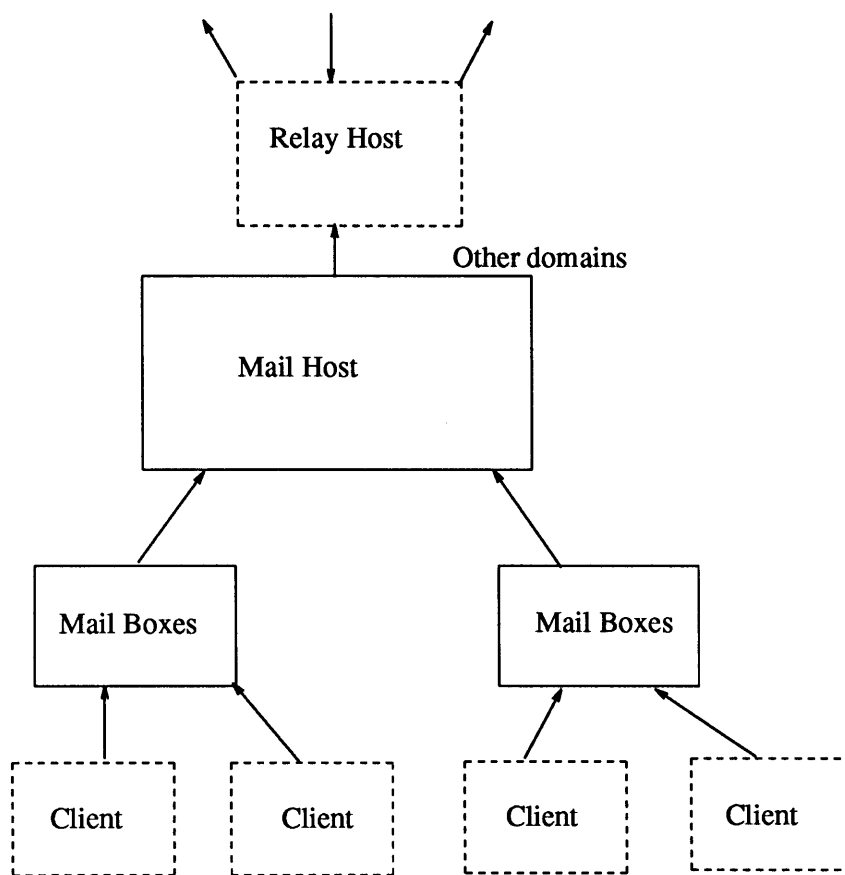 Relay Host
Other domains
Mail Host
Mail Boxes
Mail Boxes
Client
Client
Client
Client